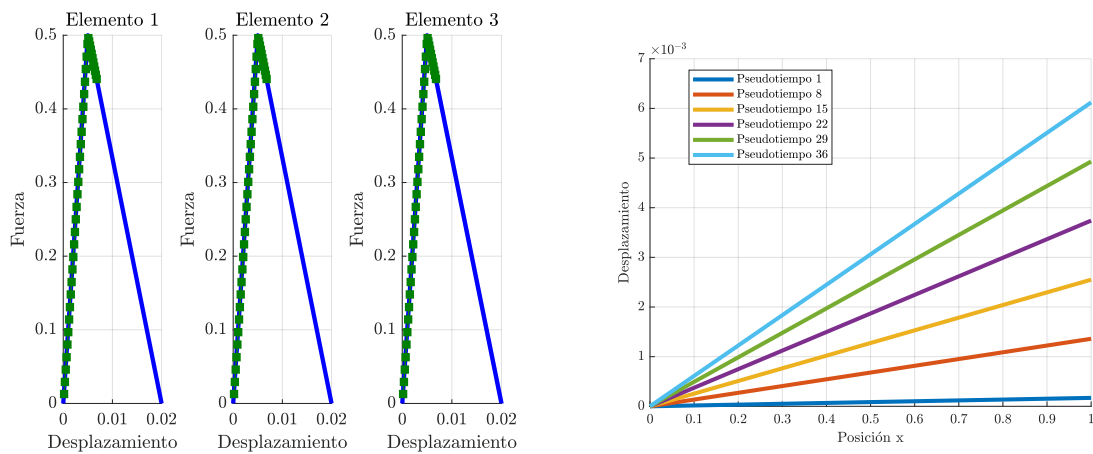 Elemento 1
Elemento 2
Elemento 3
0.5
0.4
0.3
0.2
0.1
0
0 0.01 0.02
Desplazamiento
Fuerza
0.5
0.4
0.3
0.2
0.1
0
0 0.01 0.02
Desplazamiento
Fuerza
0.5
0.4
0.3
0.2
0.1
0
0 0.01 0.02
Desplazamiento
Fuerza
×10⁻³
7
6
5
4
3
2
1
0
Desplazamiento
Pseudotiempo 1
Pseudotiempo 8
Pseudotiempo 15
Pseudotiempo 22
Pseudotiempo 29
Pseudotiempo 36
0 0.1 0.2 0.3 0.4 0.5 0.6 0.7 0.8 0.9 1
Posición x